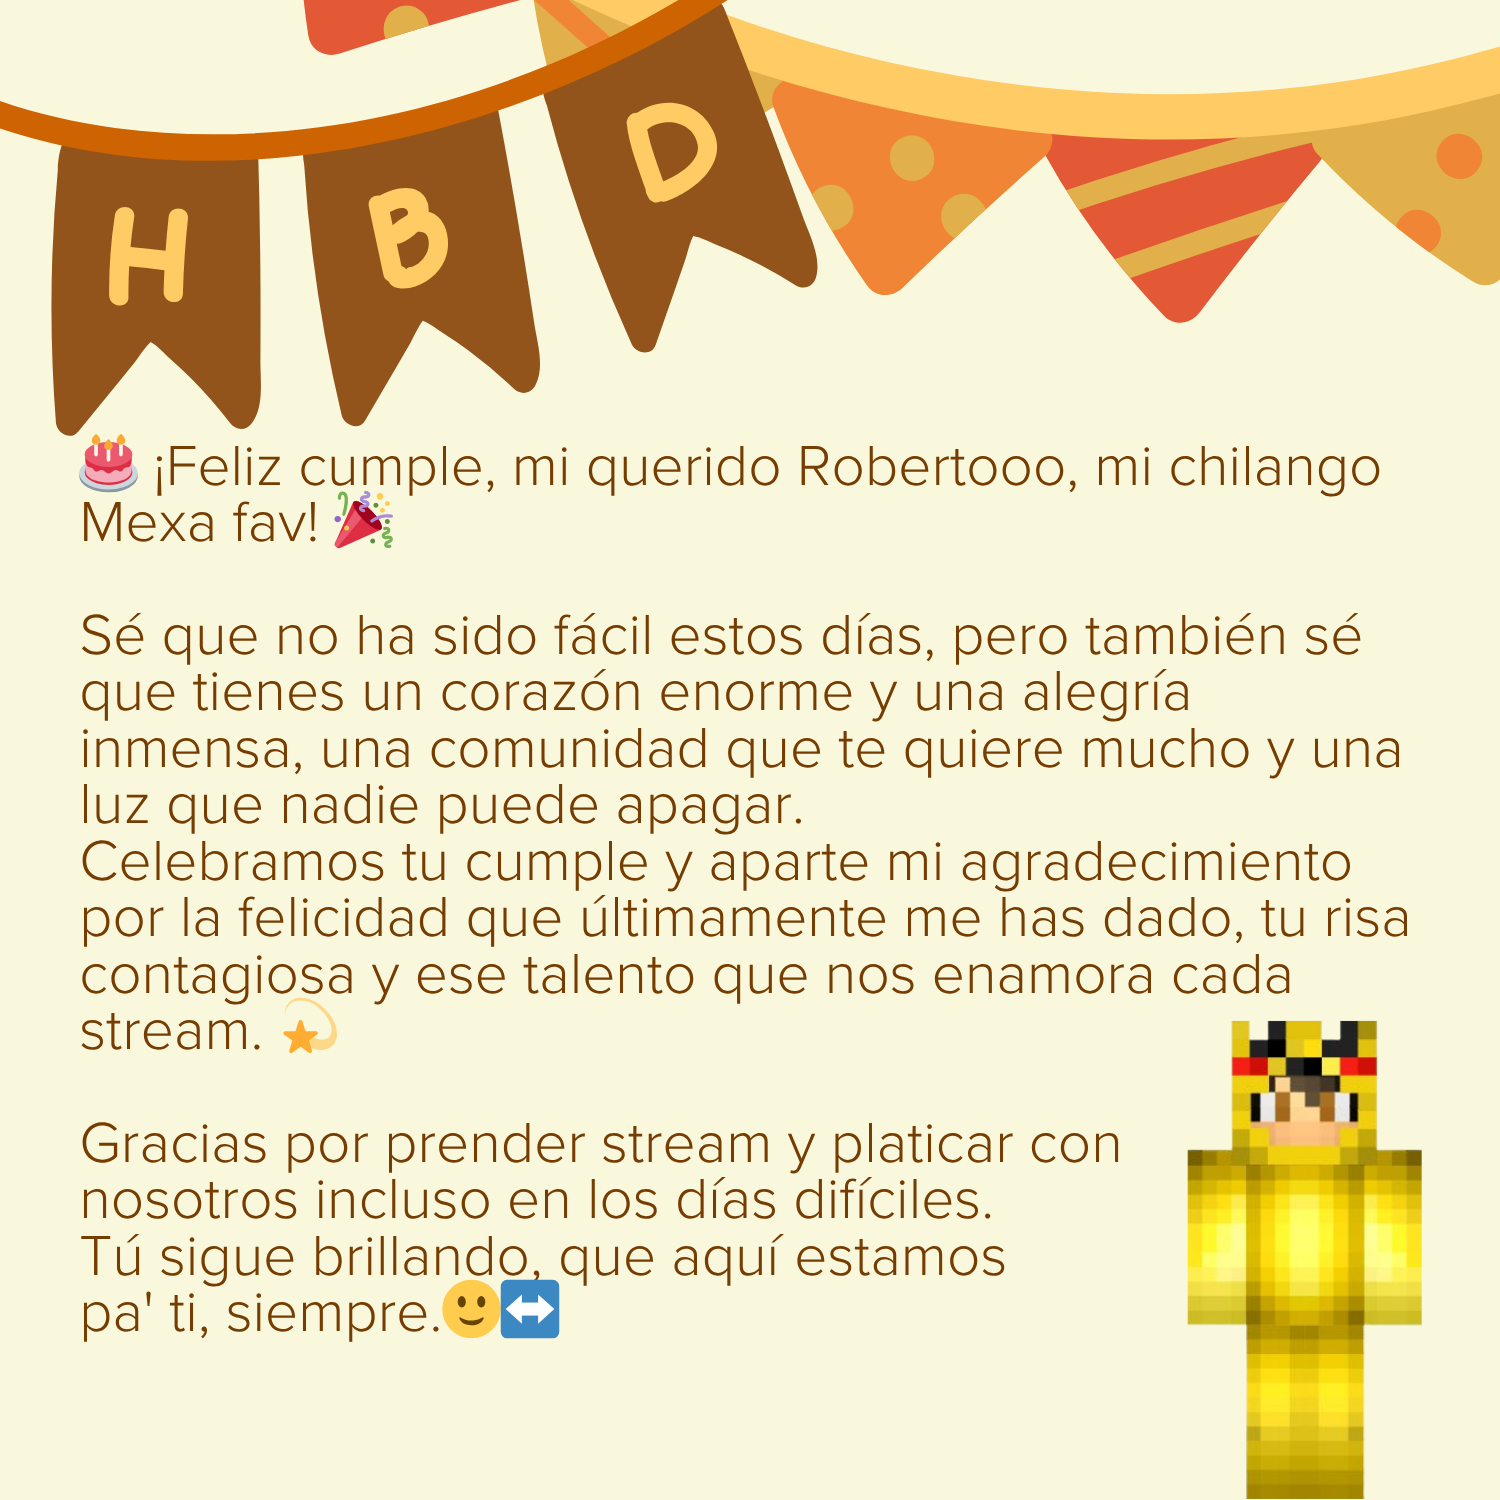 H B D
🎂 ¡Feliz cumple, mi querido Robertooo, mi chilango
Mexa fav! 🎉
Sé que no ha sido fácil estos días, pero también sé
que tienes un corazón enorme y una alegría
inmensa, una comunidad que te quiere mucho y una
luz que nadie puede apagar.
Celebramos tu cumple y aparte mi agradecimiento
por la felicidad que últimamente me has dado, tu risa
contagiosa y ese talento que nos enamora cada
stream. 💫
Gracias por prender stream y platicar con
nosotros incluso en los días difíciles.
Tú sigue brillando, que aquí estamos
pa' ti, siempre.🙂↔️